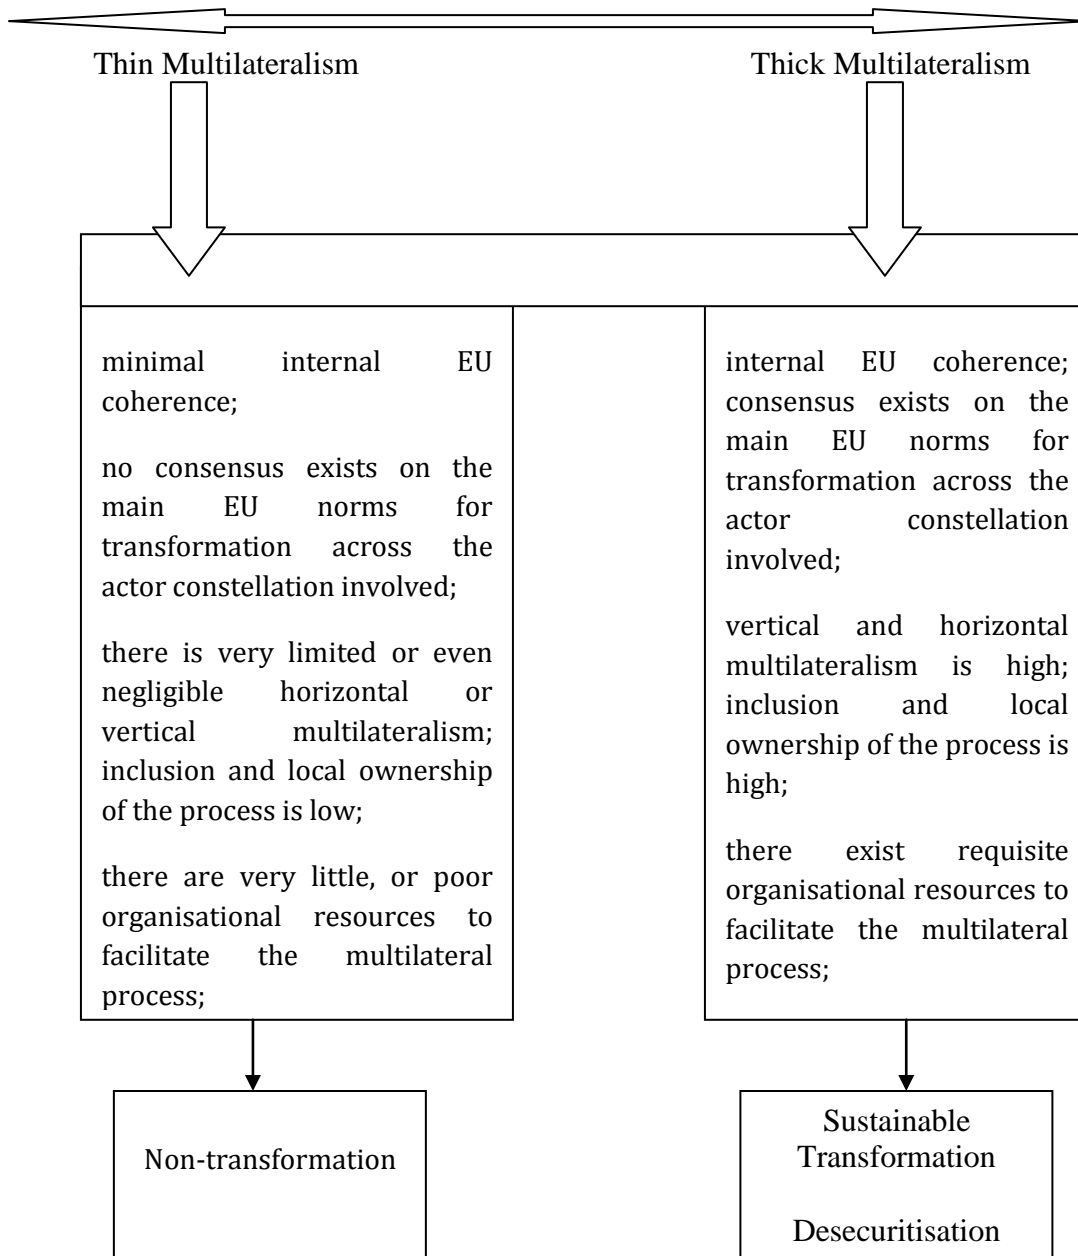 Thin Multilateralism
Thick Multilateralism
minimal internal EU
coherence;
no consensus exists on the
main EU norms for
transformation across the
actor constellation involved;
there is very limited or even
negligible horizontal or
vertical multilateralism;
inclusion and local ownership
of the process is low;
there are very little, or poor
organisational resources to
facilitate the multilateral
process;
internal EU coherence;
consensus exists on the
main EU norms for
transformation across the
actor constellation
involved;
vertical and horizontal
multilateralism is high;
inclusion and local
ownership of the process is
high;
there exist requisite
organisational resources to
facilitate the multilateral
process;
Non-transformation
Sustainable
Transformation
Desecuritisation